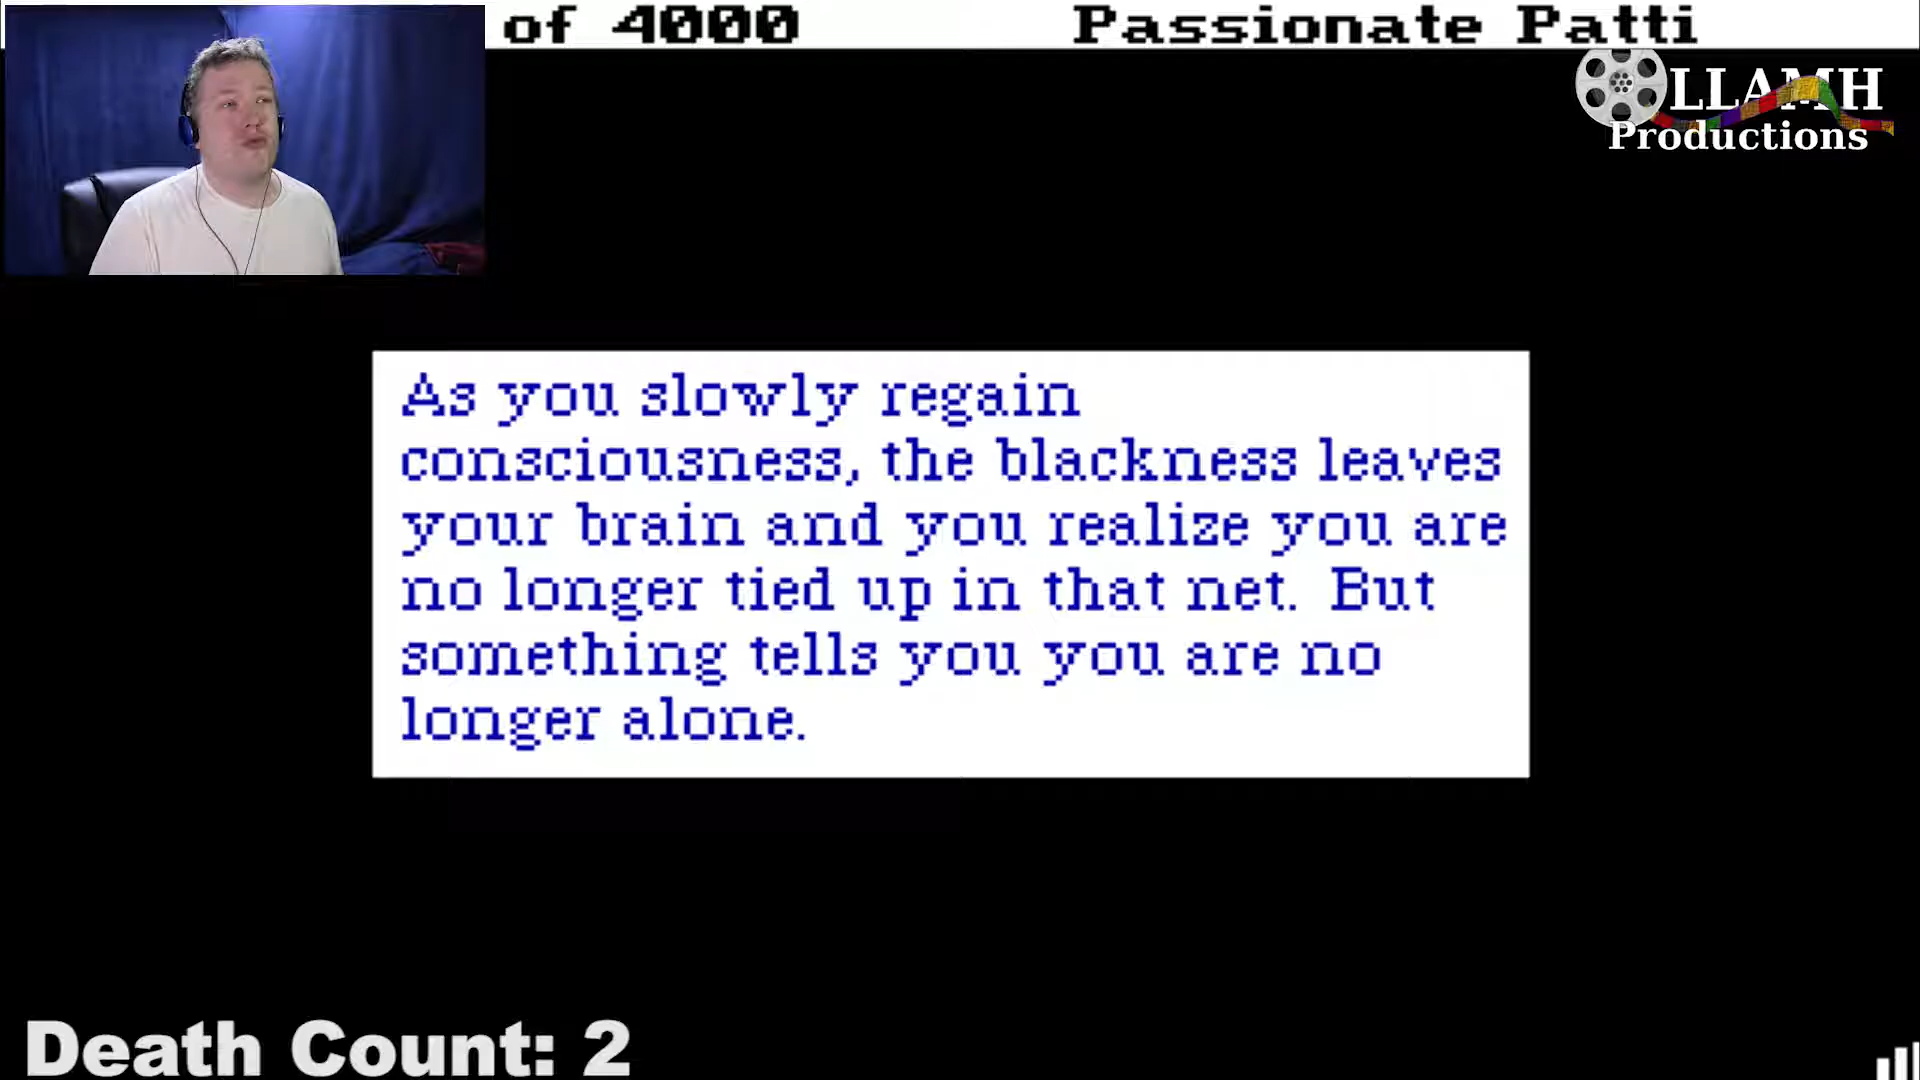 of 4000 Passionate Patti
OLLAMH
Productions
As you slowly regain
consciousness, the blackness leaves
your brain and you realize you are
no longer tied up in that net. But
something tells you you are no
longer alone.
Death Count: 2